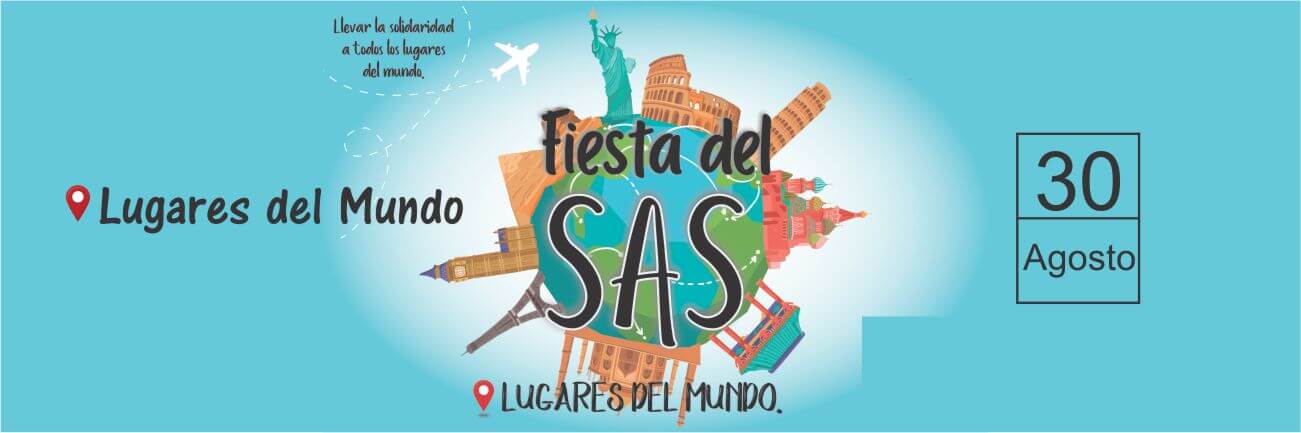 Llevar la solidaridad
a todos los lugares
del mundo.
Lugares del Mundo
Fiesta del
SAS
LUGARES DEL MUNDO.
30
Agosto